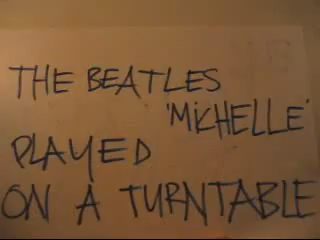 THE BEATLES
'MiCHELLE'
PLAYED
ON A TURNTABLE